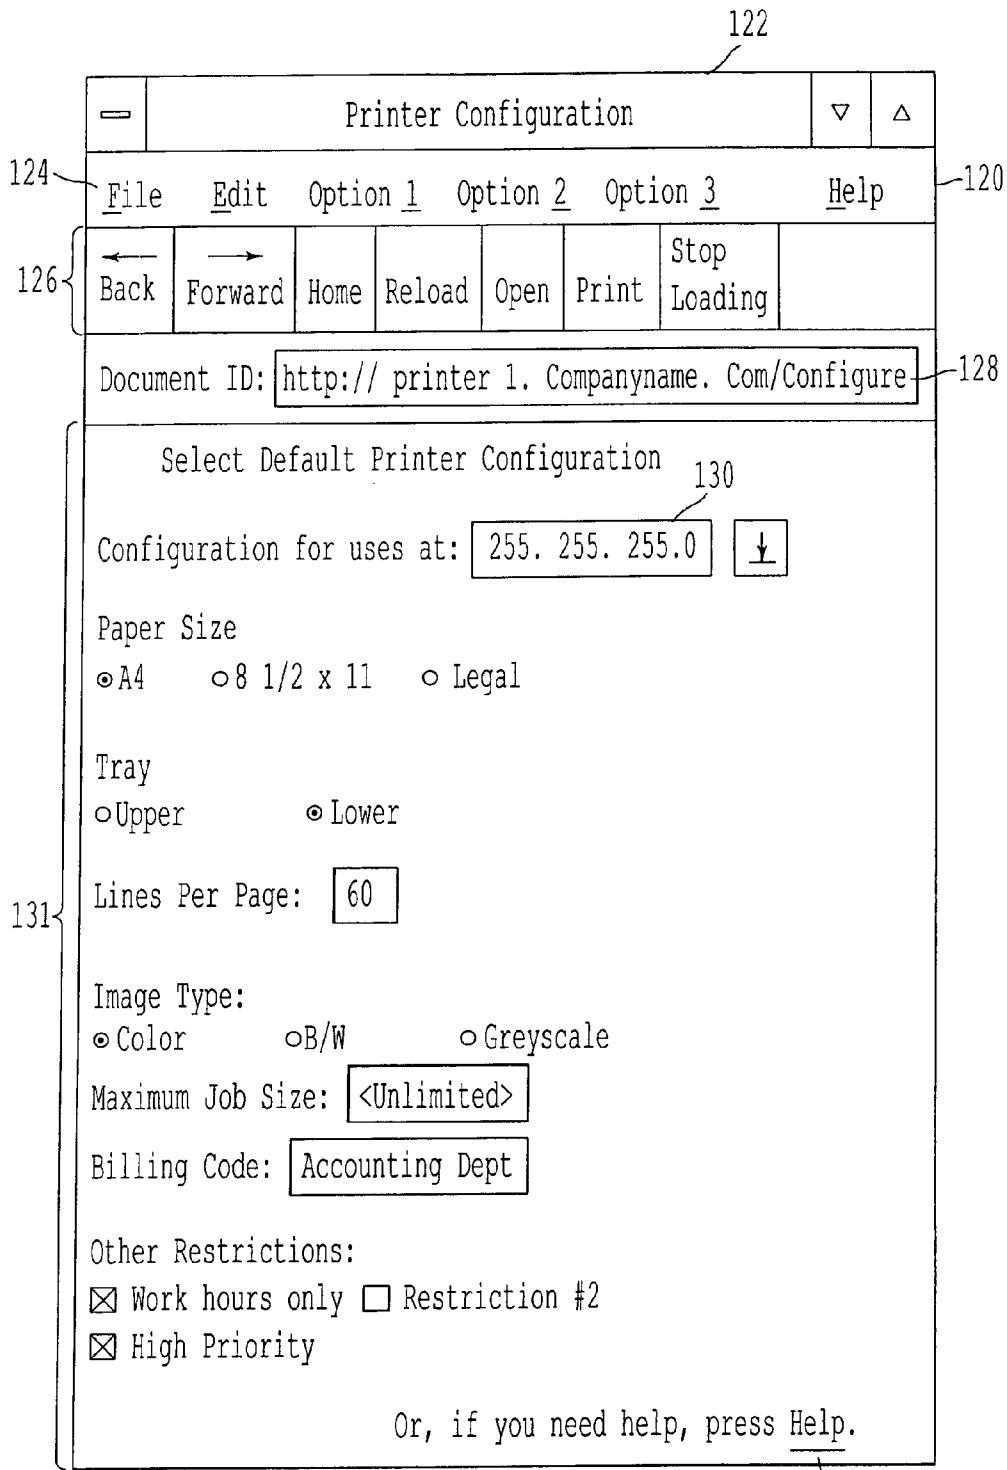 122
Printer Configuration
124
File Edit Option 1 Option 2 Option 3 Help
120
126
Back Forward Home Reload Open Print Stop Loading
Document ID: http:// printer 1. Companyname. Com/Configure
128
Select Default Printer Configuration
130
Configuration for uses at: 255. 255. 255.0
Paper Size
A4 8 1/2 x 11 Legal
Tray
Upper Lower
Lines Per Page: 60
131
Image Type:
Color B/W Greyscale
Maximum Job Size: <Unlimited>
Billing Code: Accounting Dept
Other Restrictions:
Work hours only Restriction #2
High Priority
Or, if you need help, press Help.